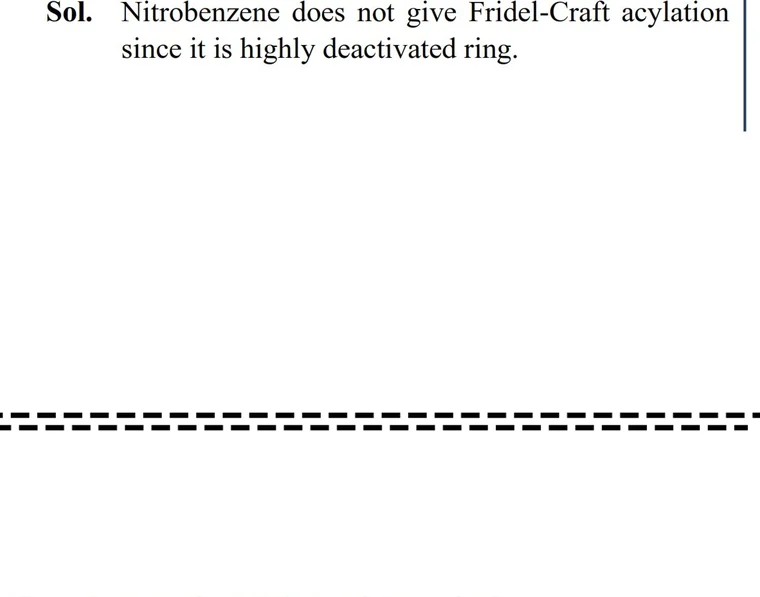 Sol. Nitrobenzene does not give Fridel-Craft acylation
since it is highly deactivated ring.